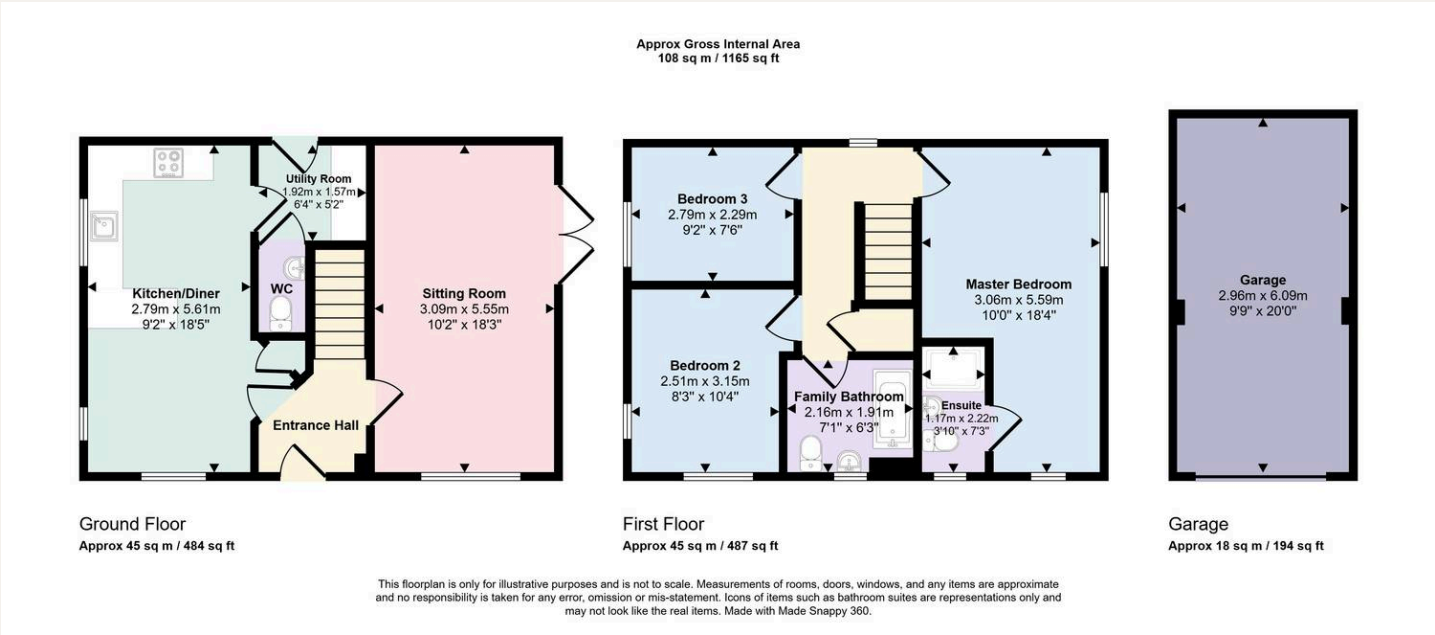 Approx Gross Internal Area
108 sq m / 1165 sq ft
Utility Room
1.92m x 1.57m
6'4" x 5'2"
WC
Kitchen/Diner
2.79m x 5.61m
9'2" x 18'5"
Sitting Room
3.09m x 5.55m
10'2" x 18'3"
Entrance Hall
Ground Floor
Approx 45 sq m / 484 sq ft
Bedroom 3
2.79m x 2.29m
9'2" x 7'6"
Master Bedroom
3.06m x 5.59m
10'0" x 18'4"
Bedroom 2
2.51m x 3.15m
8'3" x 10'4"
Family Bathroom
2.16m x 1.91m
7'1" x 6'3"
Ensuite
1.17m x 2.22m
3'10" x 7'3"
First Floor
Approx 45 sq m / 487 sq ft
Garage
2.96m x 6.09m
9'9" x 20'0"
Garage
Approx 18 sq m / 194 sq ft
This floorplan is only for illustrative purposes and is not to scale. Measurements of rooms, doors, windows, and any items are approximate
and no responsibility is taken for any error, omission or mis-statement. Icons of items such as bathroom suites are representations only and
may not look like the real items. Made with Made Snappy 360.